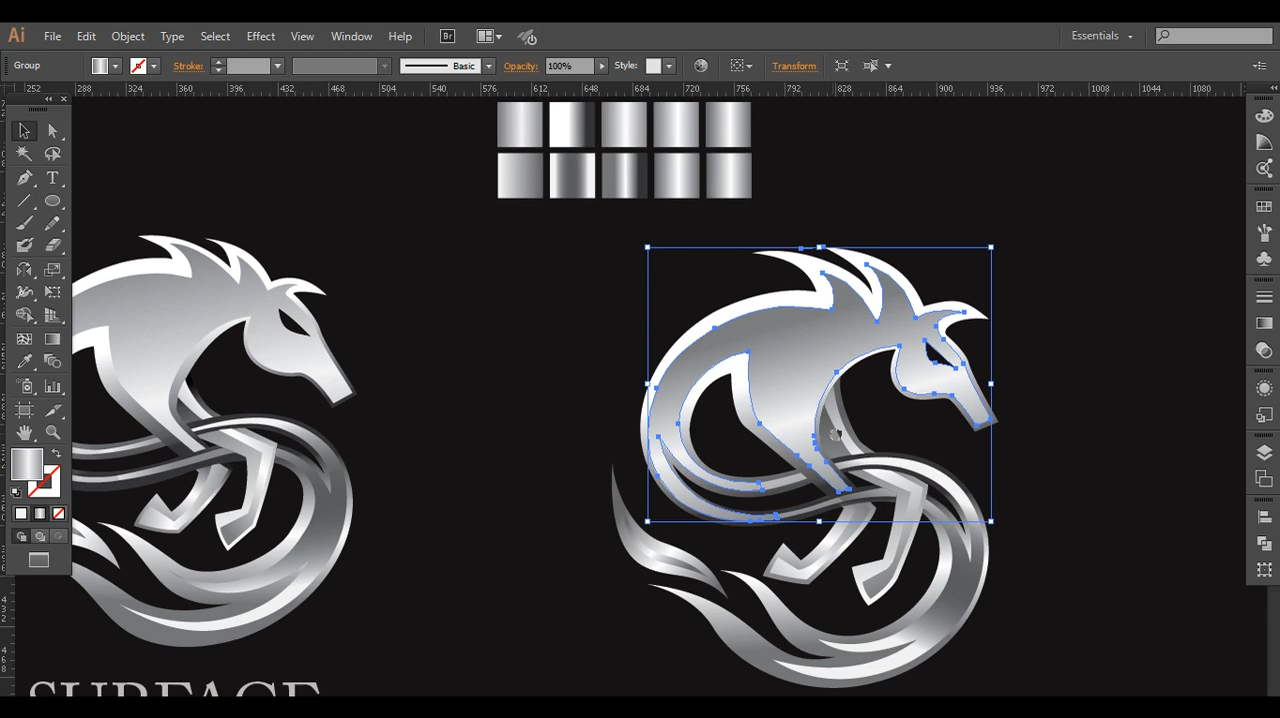 Ai File Edit Object Type Select Effect View Window Help Br Essentials
Group Stroke: Basic Opacity: 100% Style: Transform
252 288 324 360 396 432 468 504 540 576 612 648 684 720 756 792 828 864 900 936 972 1008 1044 1080
SURFACE